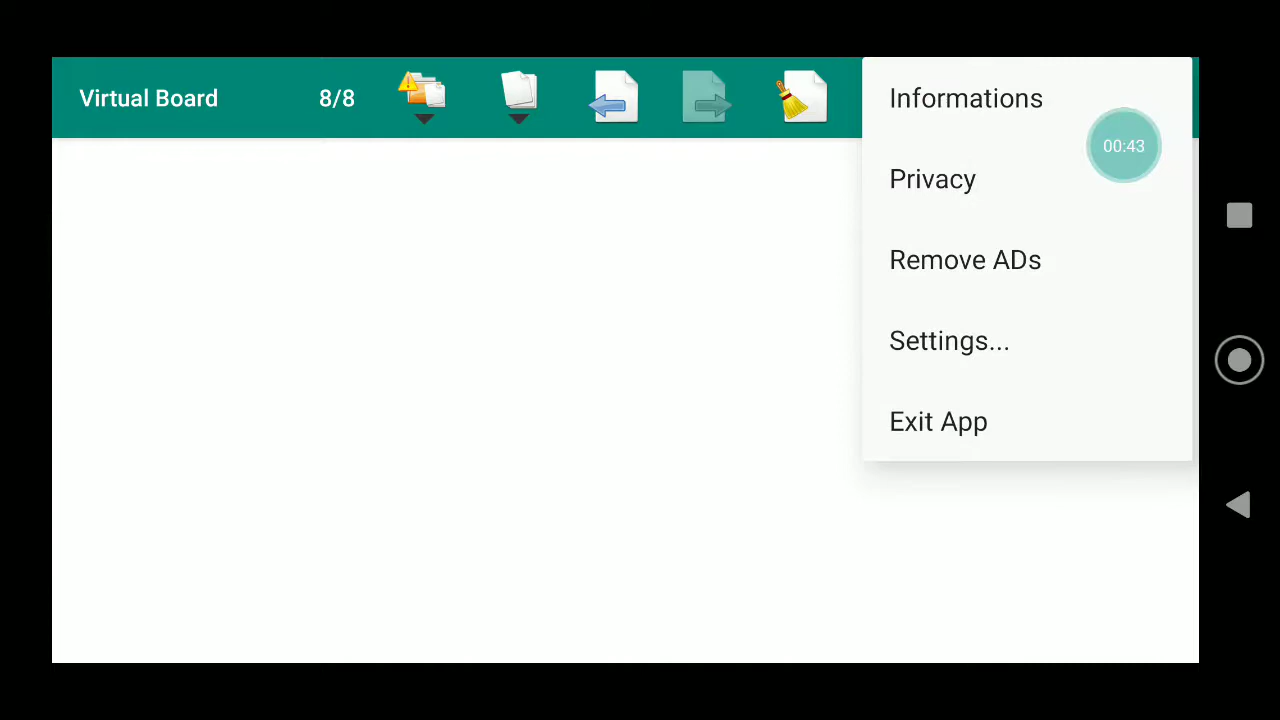 Virtual Board
8/8
Informations
00:43
Privacy
Remove ADs
Settings...
Exit App